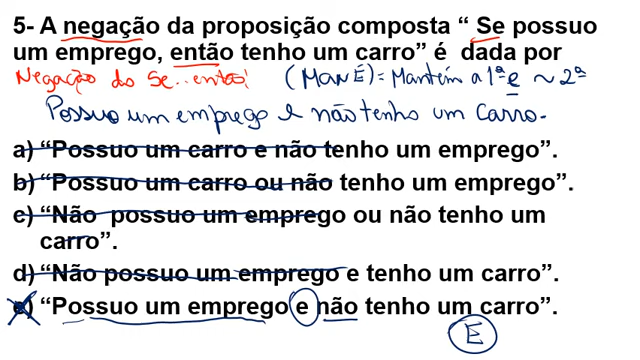 5- A negação da proposição composta “ Se possuo
um emprego, então tenho um carro” é dada por
Negação do Se...então! (MANÉ) = Mantém a 1ª e ~ 2ª
Possuo um emprego e não tenho um carro.
a) “Possuo um carro e não tenho um emprego”.
b) “Possuo um carro ou não tenho um emprego”.
c) “Não possuo um emprego ou não tenho um
carro”.
d) “Não possuo um emprego e tenho um carro”.
e) “Possuo um emprego e não tenho um carro”.
E